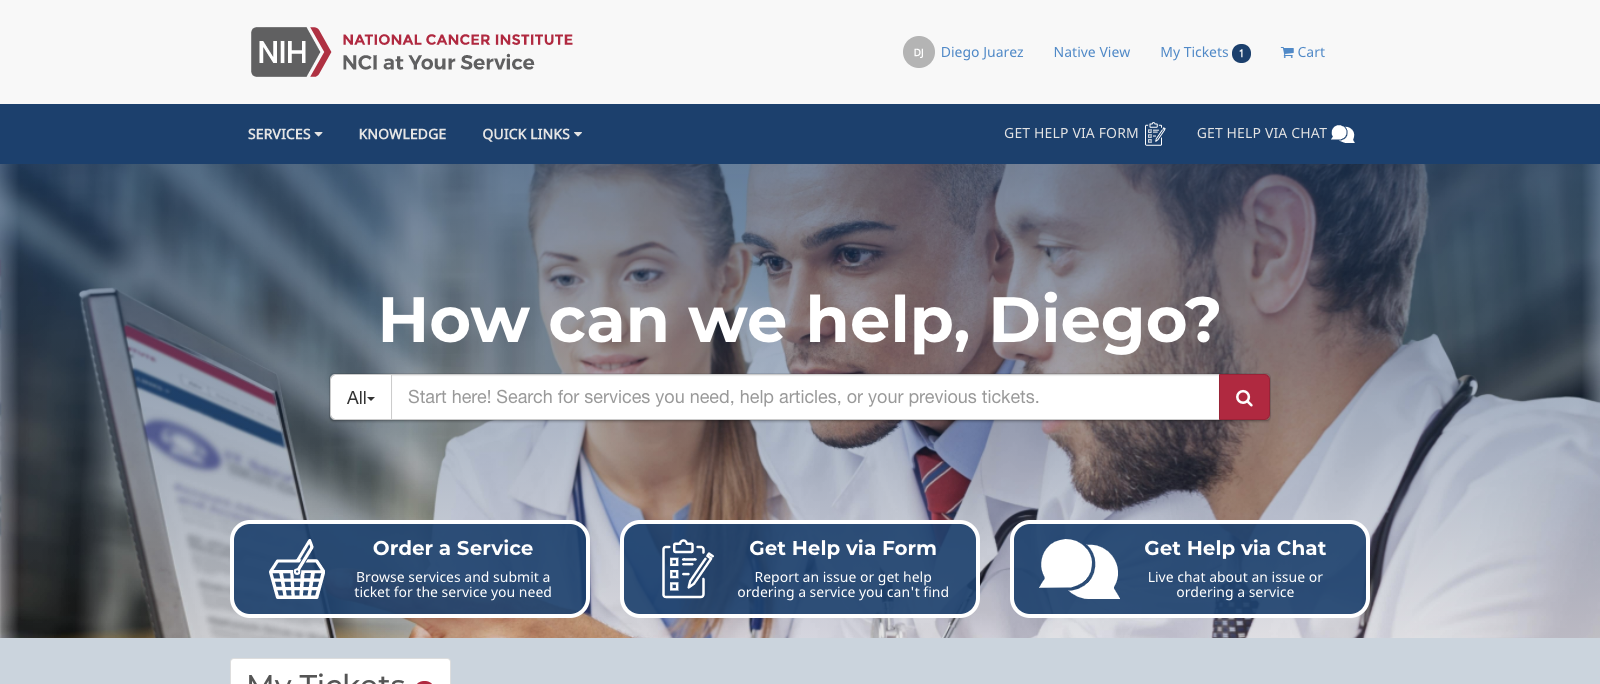 NIH NATIONAL CANCER INSTITUTE
NCI at Your Service
DJ Diego Juarez Native View My Tickets 1 Cart
SERVICES KNOWLEDGE QUICK LINKS GET HELP VIA FORM GET HELP VIA CHAT
How can we help, Diego?
All Start here! Search for services you need, help articles, or your previous tickets.
Order a Service
Browse services and submit a
ticket for the service you need
Get Help via Form
Report an issue or get help
ordering a service you can't find
Get Help via Chat
Live chat about an issue or
ordering a service
My Tickets